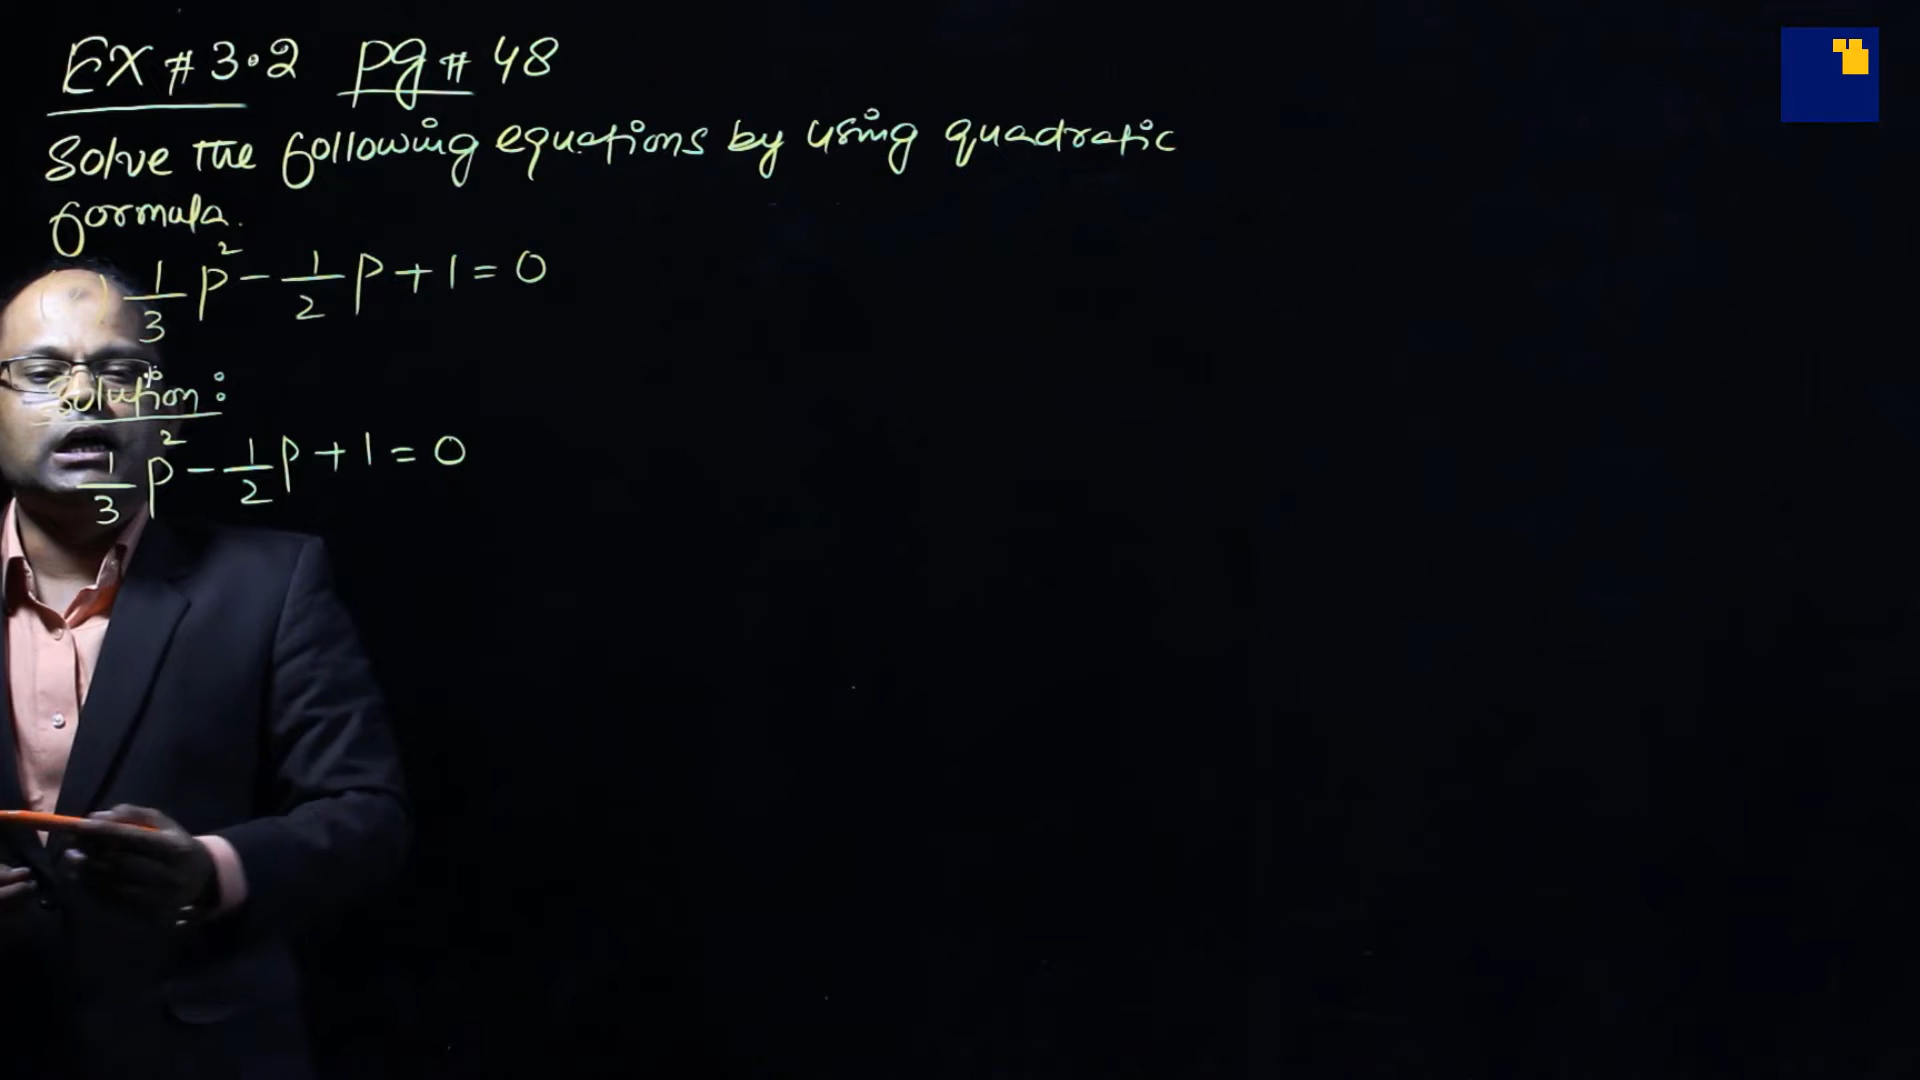 EX # 3.2 Pg # 48
Solve the following equations by using quadratic
formula.
1/3 p² - 1/2 p + 1 = 0
Solution :
1/3 p² - 1/2 p + 1 = 0